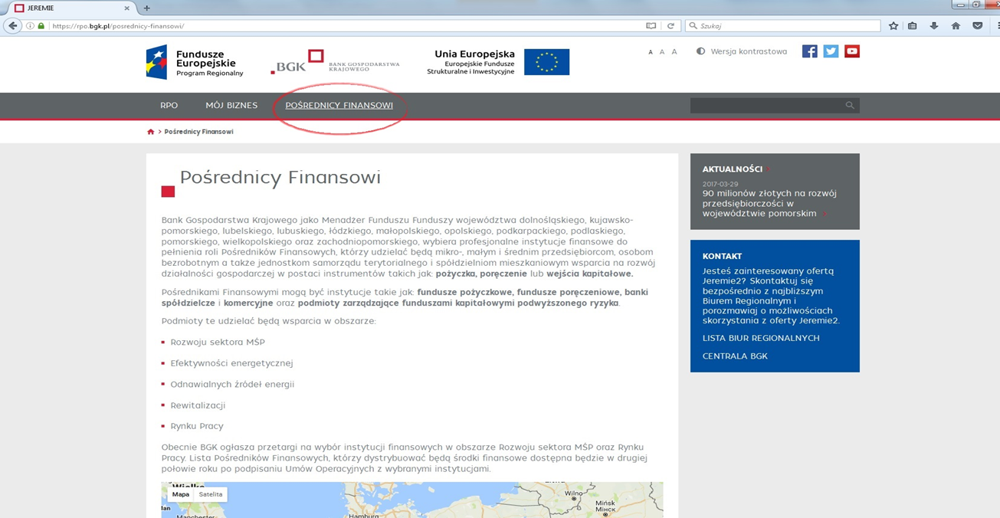 JEREMIE
https://rpo.bgk.pl/posrednicy-finansowi/
Szukaj
Fundusze
Europejskie
Program Regionalny
BGK
BANK GOSPODARSTWA
KRAJOWEGO
Unia Europejska
Europejskie Fundusze
Strukturalne i Inwestycyjne
A A A
Wersja kontrastowa
RPO
MÓJ BIZNES
POŚREDNICY FINANSOWI
> Pośrednicy Finansowi
Pośrednicy Finansowi
Bank Gospodarstwa Krajowego jako Menadżer Funduszu Funduszy województwa dolnośląskiego, kujawsko-
pomorskiego, lubelskiego, lubuskiego, łódzkiego, małopolskiego, opolskiego, podkarpackiego, podlaskiego,
pomorskiego, wielkopolskiego oraz zachodniopomorskiego, wybiera profesjonalne instytucje finansowe do
pełnienia roli Pośredników Finansowych, którzy udzielać będą mikro-, małym i średnim przedsiębiorcom, osobom
bezrobotnym a także jednostkom samorządu terytorialnego i spółdzielniom mieszkaniowym wsparcia na rozwój
działalności gospodarczej w postaci instrumentów takich jak: pożyczka, poręczenie lub wejścia kapitałowe.
Pośrednikami Finansowymi mogą być instytucje takie jak: fundusze pożyczkowe, fundusze poręczeniowe, banki
spółdzielcze i komercyjne oraz podmioty zarządzające funduszami kapitałowymi podwyższonego ryzyka.
Podmioty te udzielać będą wsparcia w obszarze:
Rozwoju sektora MŚP
Efektywności energetycznej
Odnawialnych źródeł energii
Rewitalizacji
Rynku Pracy
Obecnie BGK ogłasza przetargi na wybór instytucji finansowych w obszarze Rozwoju sektora MŚP oraz Rynku
Pracy. Lista Pośredników Finansowych, którzy dystrybuować będą środki finansowe dostępna będzie w drugiej
połowie roku po podpisaniu Umów Operacyjnych z wybranymi instytucjami.
Mapa
Satelita
Hamburg
Wilno
Mińsk
Мінск
AKTUALNOŚCI >
2017-03-29
90 milionów złotych na rozwój
przedsiębiorczości w
województwie pomorskim >
KONTAKT
Jesteś zainteresowany ofertą
Jeremie2? Skontaktuj się
bezpośrednio z najbliższym
Biurem Regionalnym i
porozmawiaj o możliwościach
skorzystania z oferty Jeremie2.
LISTA BIUR REGIONALNYCH
CENTRALA BGK